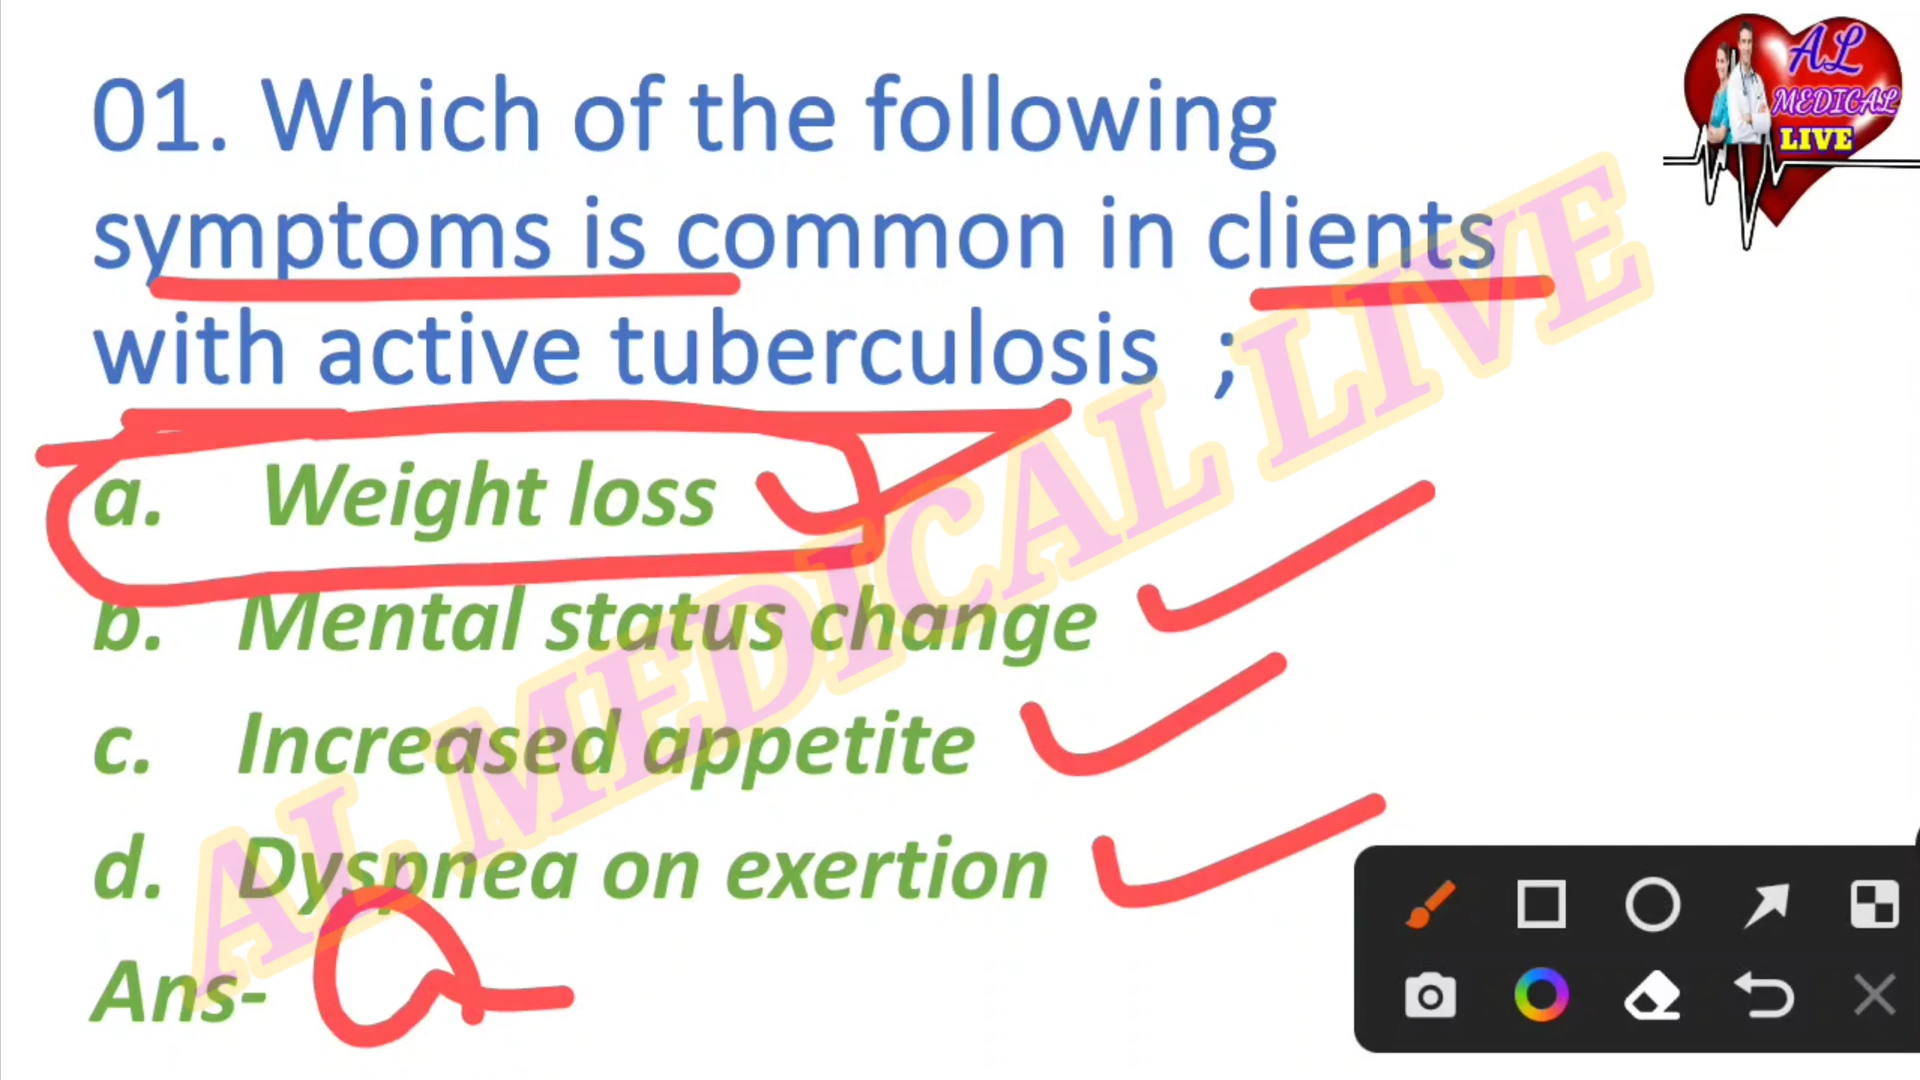 01. Which of the following
symptoms is common in clients
with active tuberculosis ;
a. Weight loss
b. Mental status change
c. Increased appetite
d. Dyspnea on exertion
Ans- a
AL MEDICAL LIVE
AL
MEDICAL
LIVE